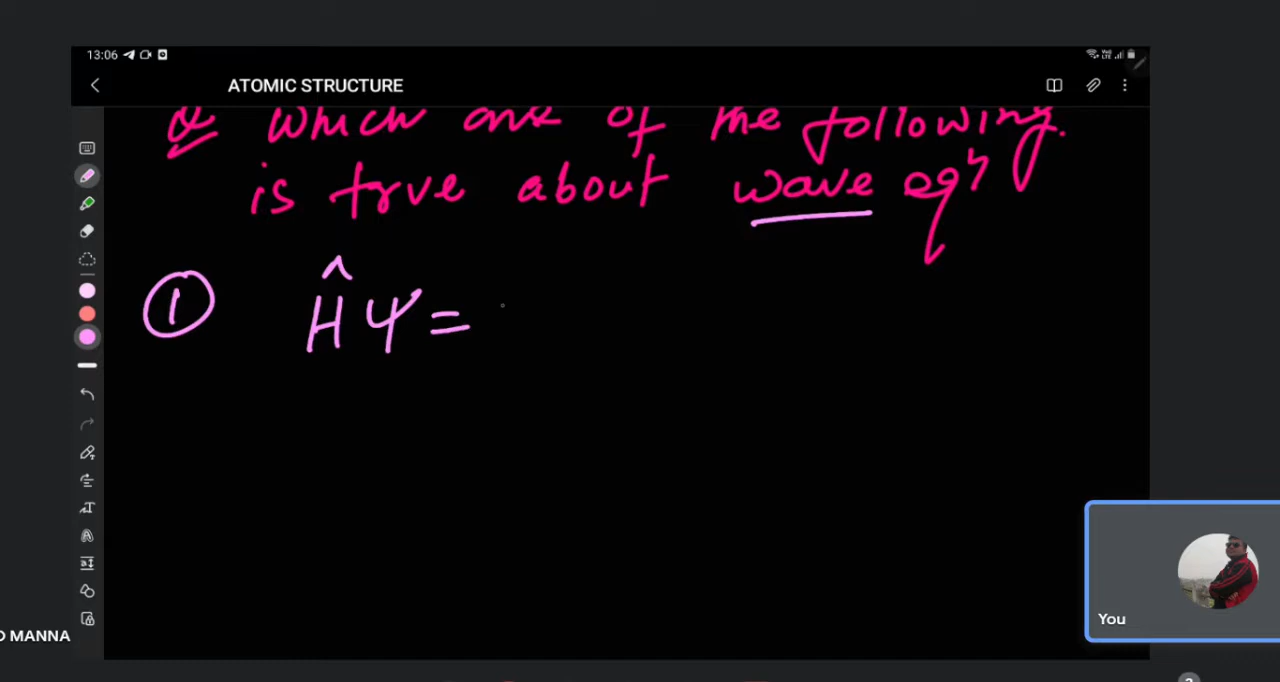 13:06
ATOMIC STRUCTURE
Q Which one of the following.
is true about wave eqⁿ
① Ĥψ=
You
O MANNA